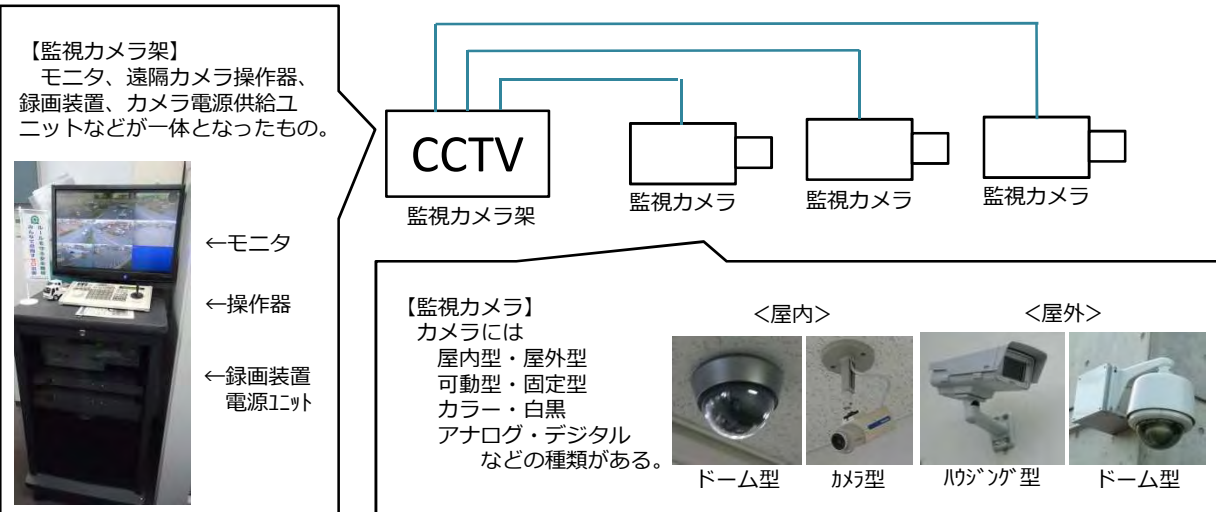 【監視カメラ架】
モニタ、遠隔カメラ操作器、
録画装置、カメラ電源供給ユ
ニットなどが一体となったもの。
←モニタ
←操作器
←録画装置
電源ﾕﾆｯﾄ
CCTV
監視カメラ架
監視カメラ
監視カメラ
監視カメラ
【監視カメラ】
カメラには
屋内型・屋外型
可動型・固定型
カラー・白黒
アナログ・デジタル
などの種類がある。
<屋内>
<屋外>
ドーム型
ｶﾒﾗ型
ﾊｳｼﾞﾝｸﾞ型
ドーム型